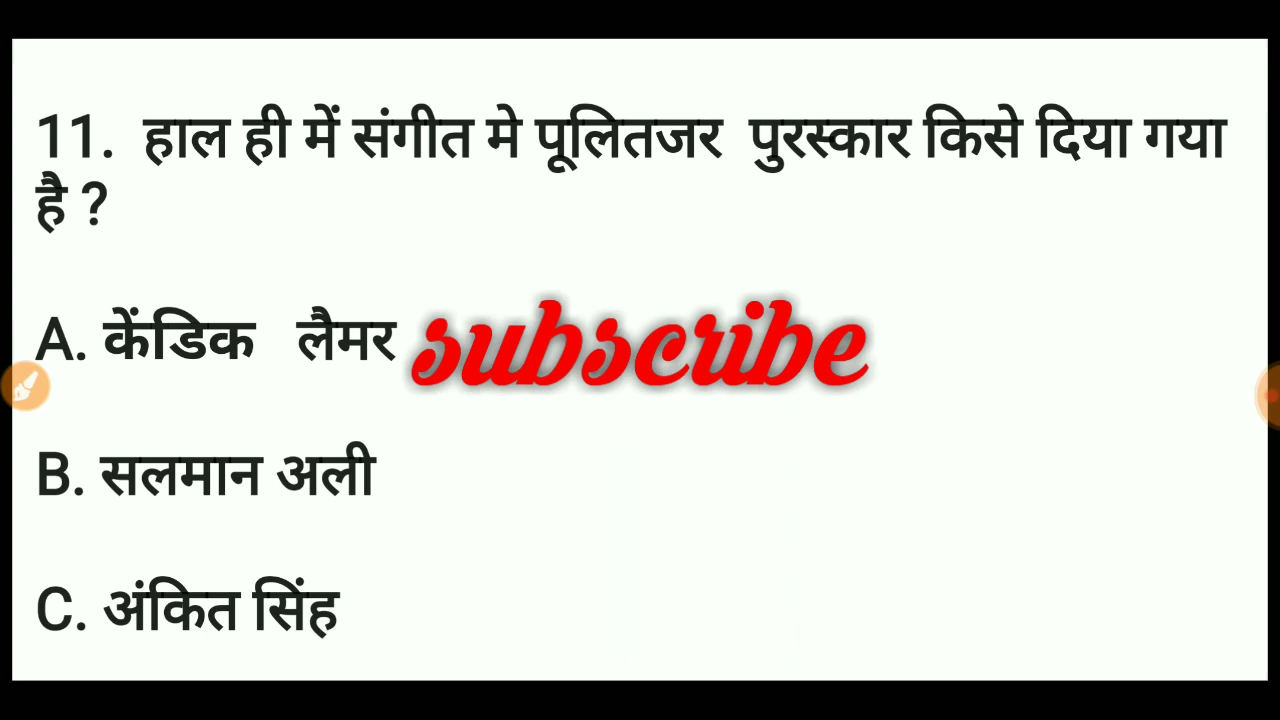 11. हाल ही में संगीत मे पूलितजर पुरस्कार किसे दिया गया
है ?
A. केंडिक लैमर
subscribe
B. सलमान अली
C. अंकित सिंह